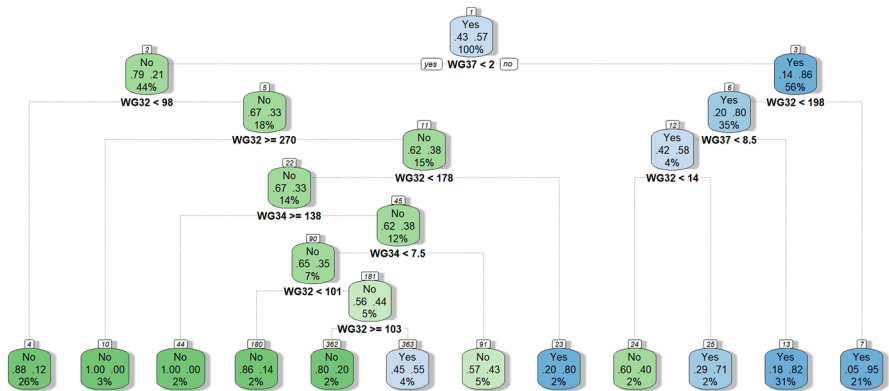 1
Yes
.43 .57
100%
yes WG37 < 2 no
2
No
.79 .21
44%
WG32 < 98
3
Yes
.14 .86
56%
WG32 < 198
5
No
.67 .33
18%
WG32 >= 270
6
Yes
.20 .80
35%
WG37 < 8.5
11
No
.62 .38
15%
WG32 < 178
12
Yes
.42 .58
4%
WG32 < 14
22
No
.67 .33
14%
WG34 >= 138
45
No
.62 .38
12%
WG34 < 7.5
90
No
.65 .35
7%
WG32 < 101
181
No
.56 .44
5%
WG32 >= 103
4
No
.88 .12
26%
10
No
1.00 .00
3%
44
No
1.00 .00
2%
180
No
.86 .14
2%
362
No
.80 .20
2%
363
Yes
.45 .55
4%
91
No
.57 .43
5%
23
Yes
.20 .80
2%
24
No
.60 .40
2%
25
Yes
.29 .71
2%
13
Yes
.18 .82
31%
7
Yes
.05 .95
21%